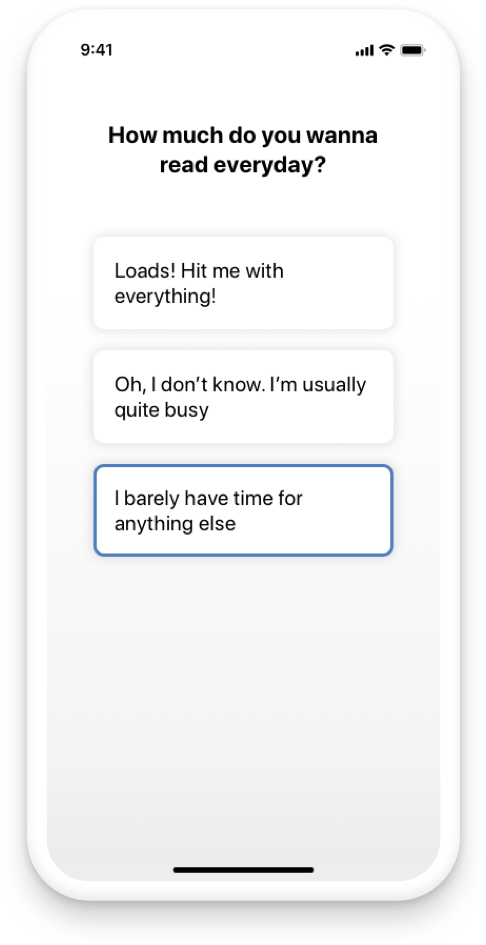 9:41
How much do you wanna
read everyday?
Loads! Hit me with
everything!
Oh, I don’t know. I’m usually
quite busy
I barely have time for
anything else